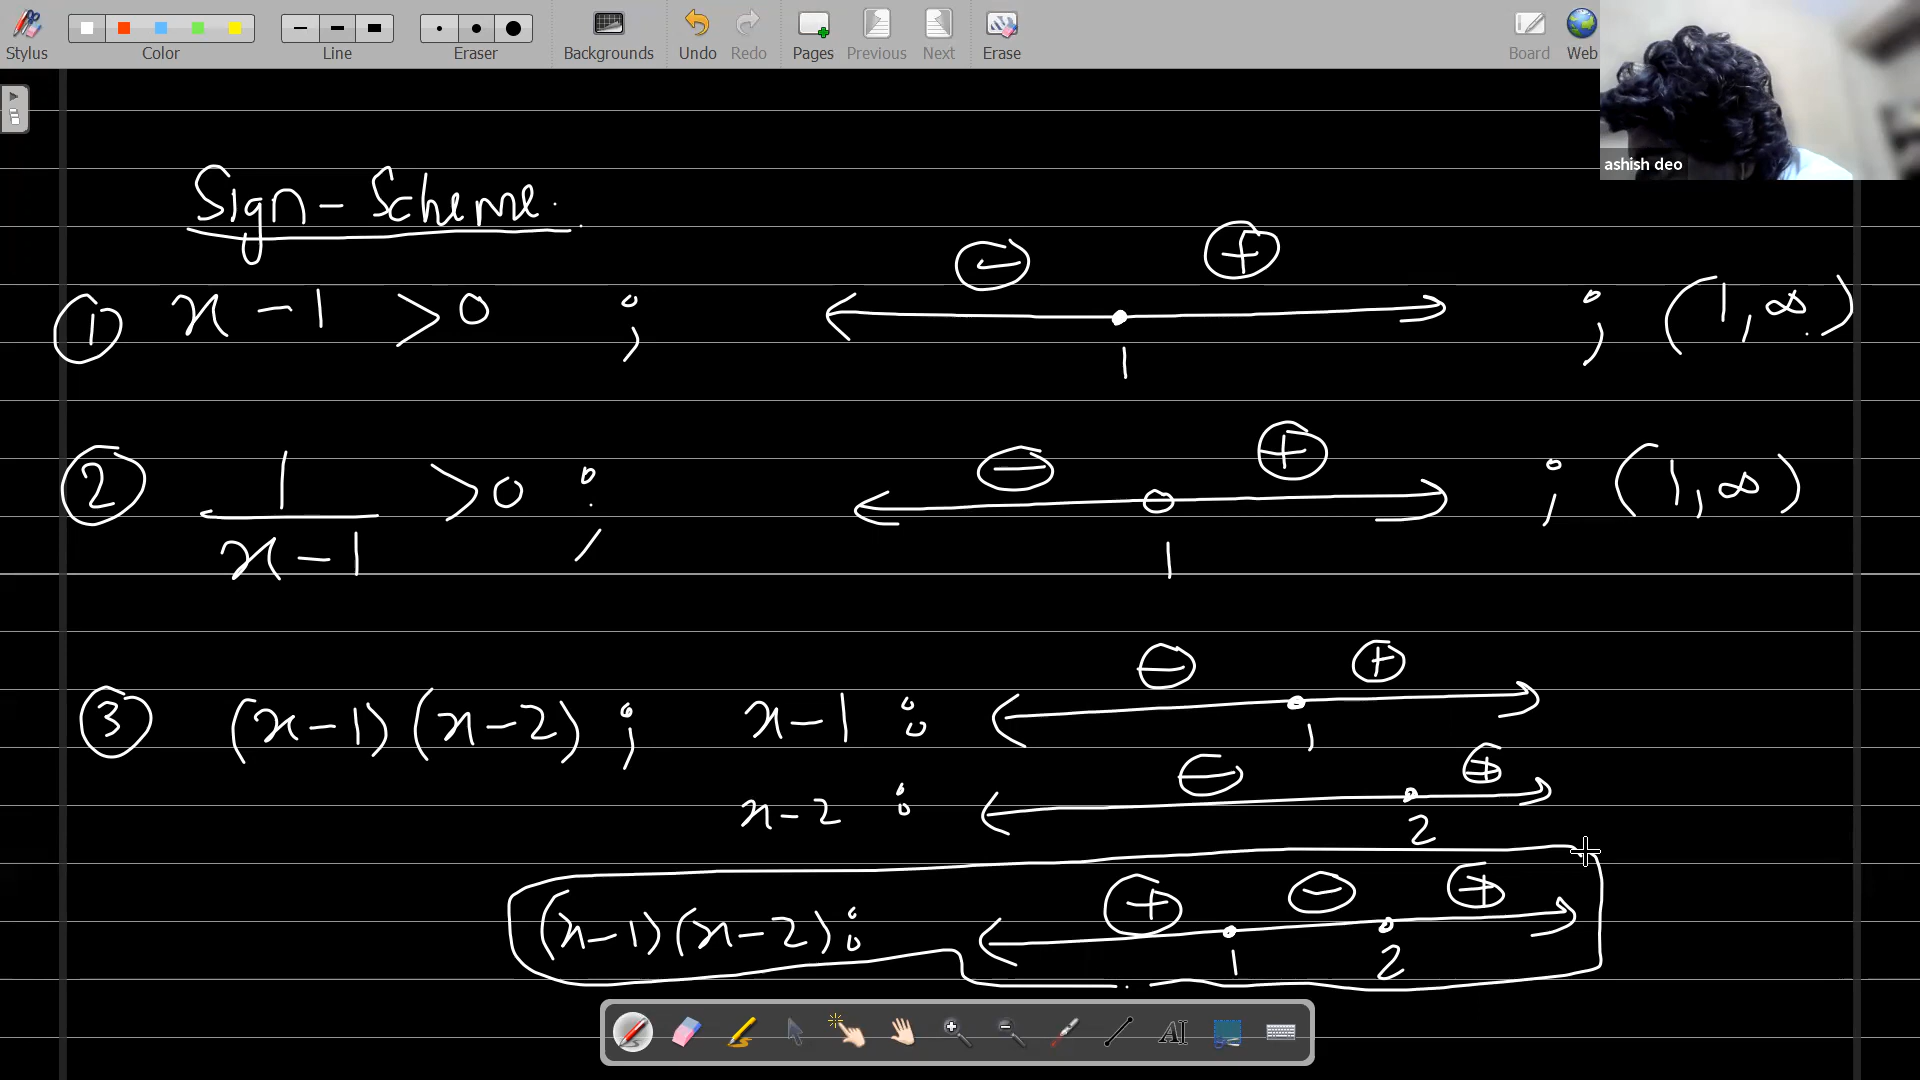 Stylus Color Line Eraser Backgrounds Undo Redo Pages Previous Next Erase Board Web
ashish deo
Sign - Scheme.
⊖ ⊕
① x - 1 > 0 ; 1 ; (1, ∞)
⊖ ⊕
② 1/(x - 1) > 0 ; 1 ; (1, ∞)
⊖ ⊕
③ (x-1)(x-2) ; x-1 : 1
⊖ ⊕
x-2 : 2
⊕ ⊖ ⊕
(x-1)(x-2) : 1 2
AI